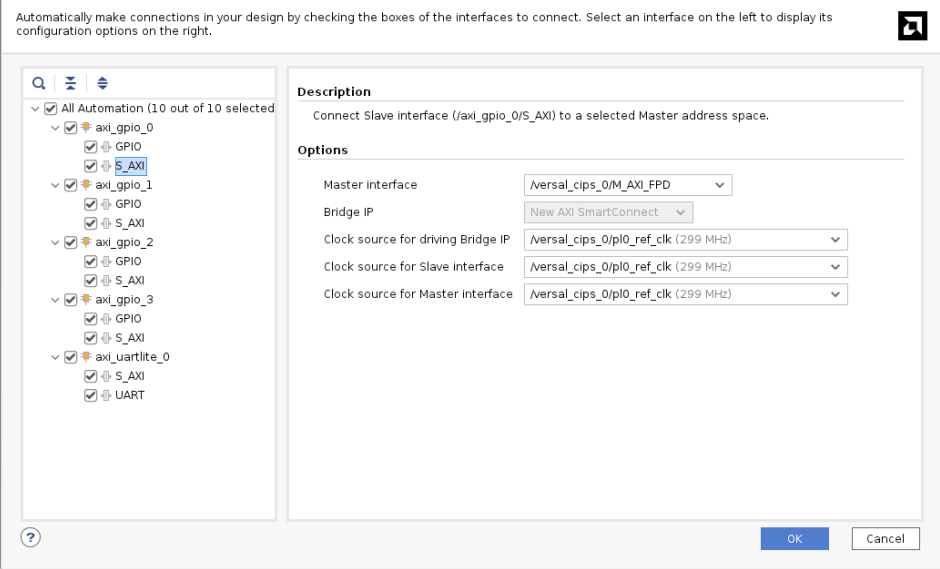 Automatically make connections in your design by checking the boxes of the interfaces to connect. Select an interface on the left to display its
configuration options on the right.
All Automation (10 out of 10 selected
axi_gpio_0
GPIO
S_AXI
axi_gpio_1
GPIO
S_AXI
axi_gpio_2
GPIO
S_AXI
axi_gpio_3
GPIO
S_AXI
axi_uartlite_0
S_AXI
UART
Description
Connect Slave interface (/axi_gpio_0/S_AXI) to a selected Master address space.
Options
Master interface /versal_cips_0/M_AXI_FPD
Bridge IP New AXI SmartConnect
Clock source for driving Bridge IP /versal_cips_0/pl0_ref_clk (299 MHz)
Clock source for Slave interface /versal_cips_0/pl0_ref_clk (299 MHz)
Clock source for Master interface /versal_cips_0/pl0_ref_clk (299 MHz)
? OK Cancel